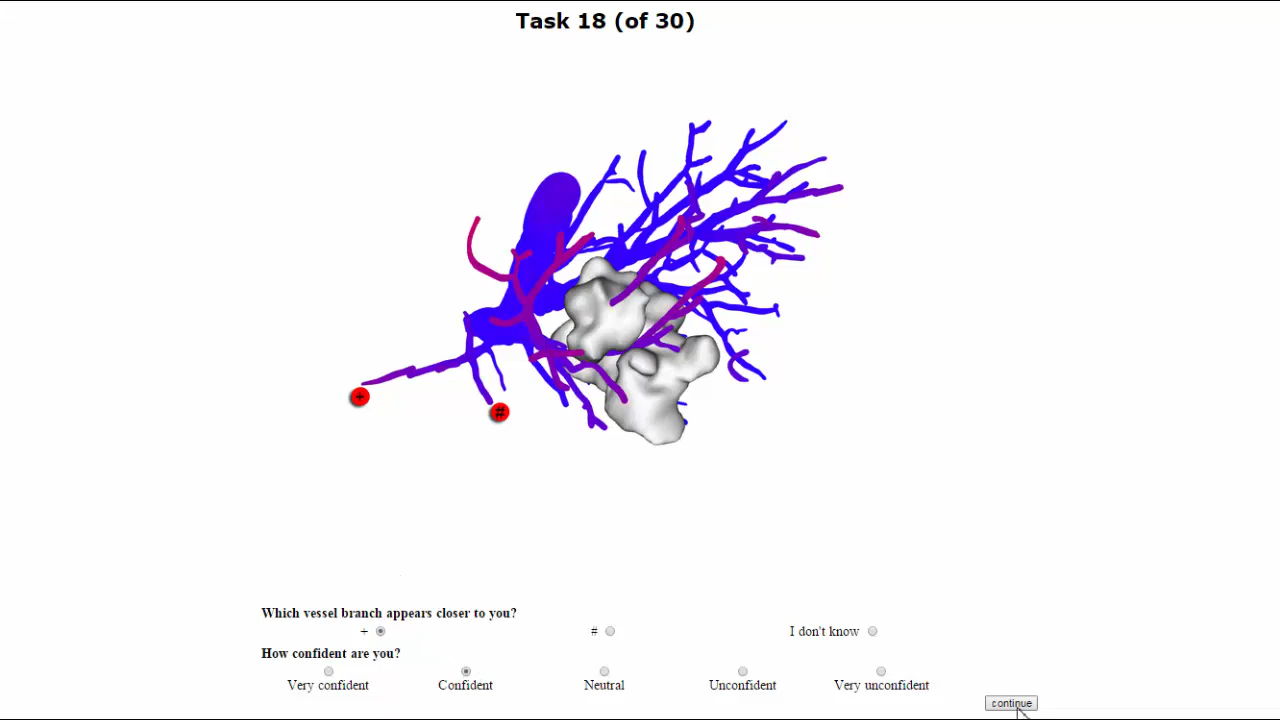 Task 18 (of 30)
+
#
Which vessel branch appears closer to you?
+ # I don't know
How confident are you?
Very confident Confident Neutral Unconfident Very unconfident
continue